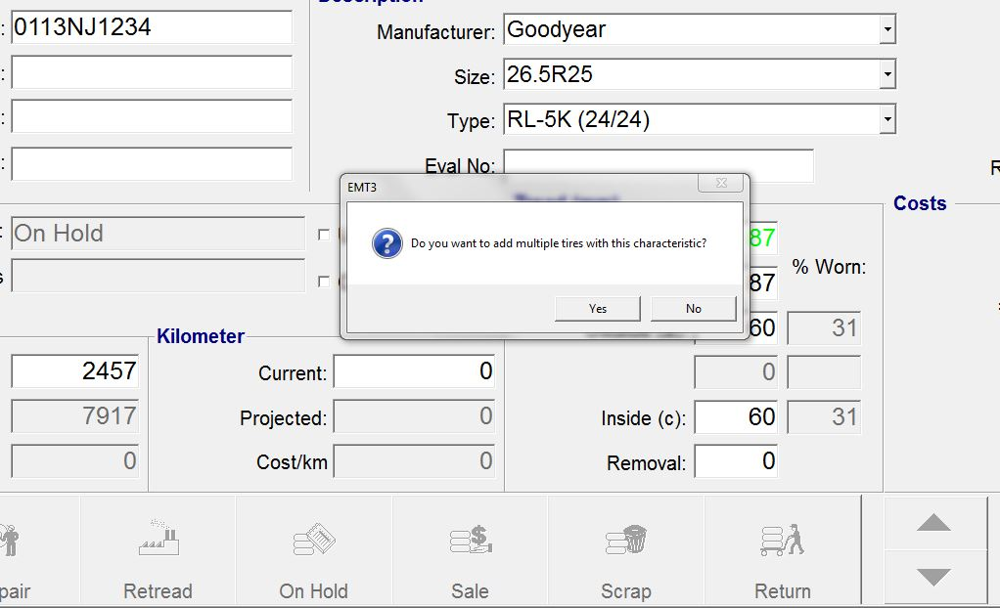 Description
: 0113NJ1234
Manufacturer: Goodyear
:
Size: 26.5R25
:
Type: RL-5K (24/24)
:
Eval No:
R
EMT3
Costs
: On Hold
Do you want to add multiple tires with this characteristic?
87
% Worn:
s
87
Yes
No
60 31
Kilometer
2457
Current: 0
0
7917
Projected: 0
Inside (c): 60 31
0
Cost/km 0
Removal: 0
pair
Retread
On Hold
Sale
Scrap
Return